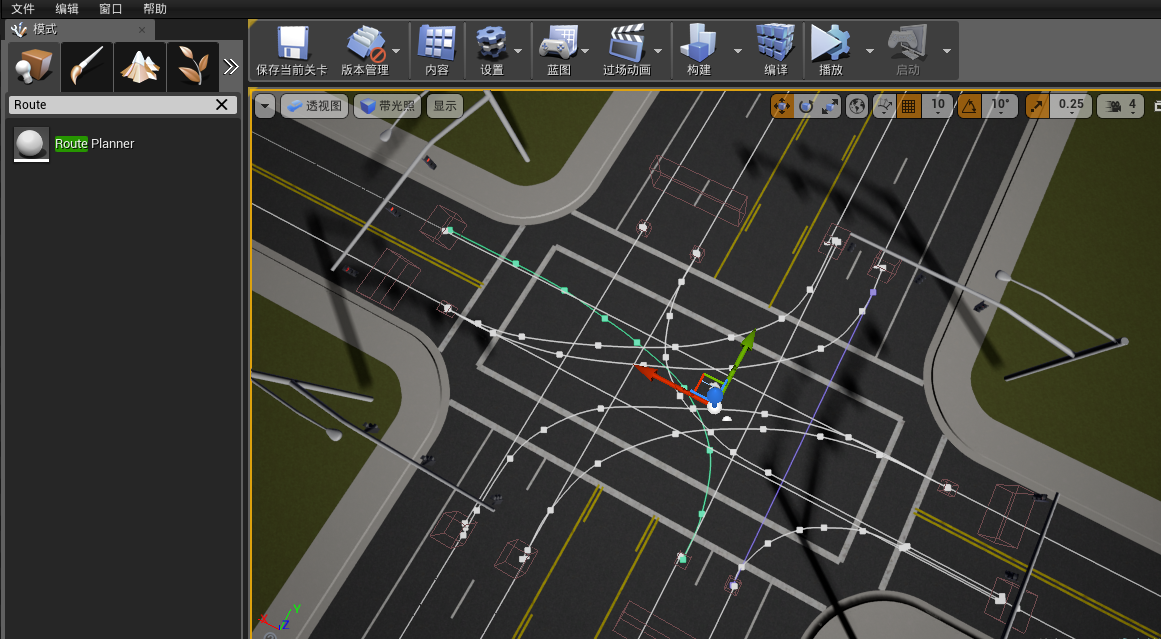 文件 编辑 窗口 帮助
模式
保存当前关卡 版本管理 内容 设置 蓝图 过场动画 构建 编译 播放 启动
Route
透视图 带光照 显示 10 10° 0.25 4
Route Planner
X Y Z